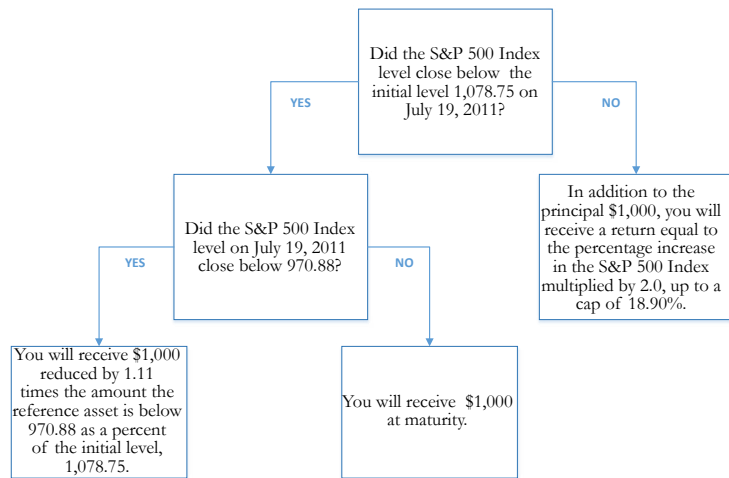 Did the S&P 500 Index
level close below the
initial level 1,078.75 on
July 19, 2011?
YES
NO
Did the S&P 500 Index
level on July 19, 2011
close below 970.88?
In addition to the
principal $1,000, you will
receive a return equal to
the percentage increase
in the S&P 500 Index
multiplied by 2.0, up to a
cap of 18.90%.
YES
NO
You will receive $1,000
reduced by 1.11
times the amount the
reference asset is below
970.88 as a percent
of the initial level,
1,078.75.
You will receive $1,000
at maturity.